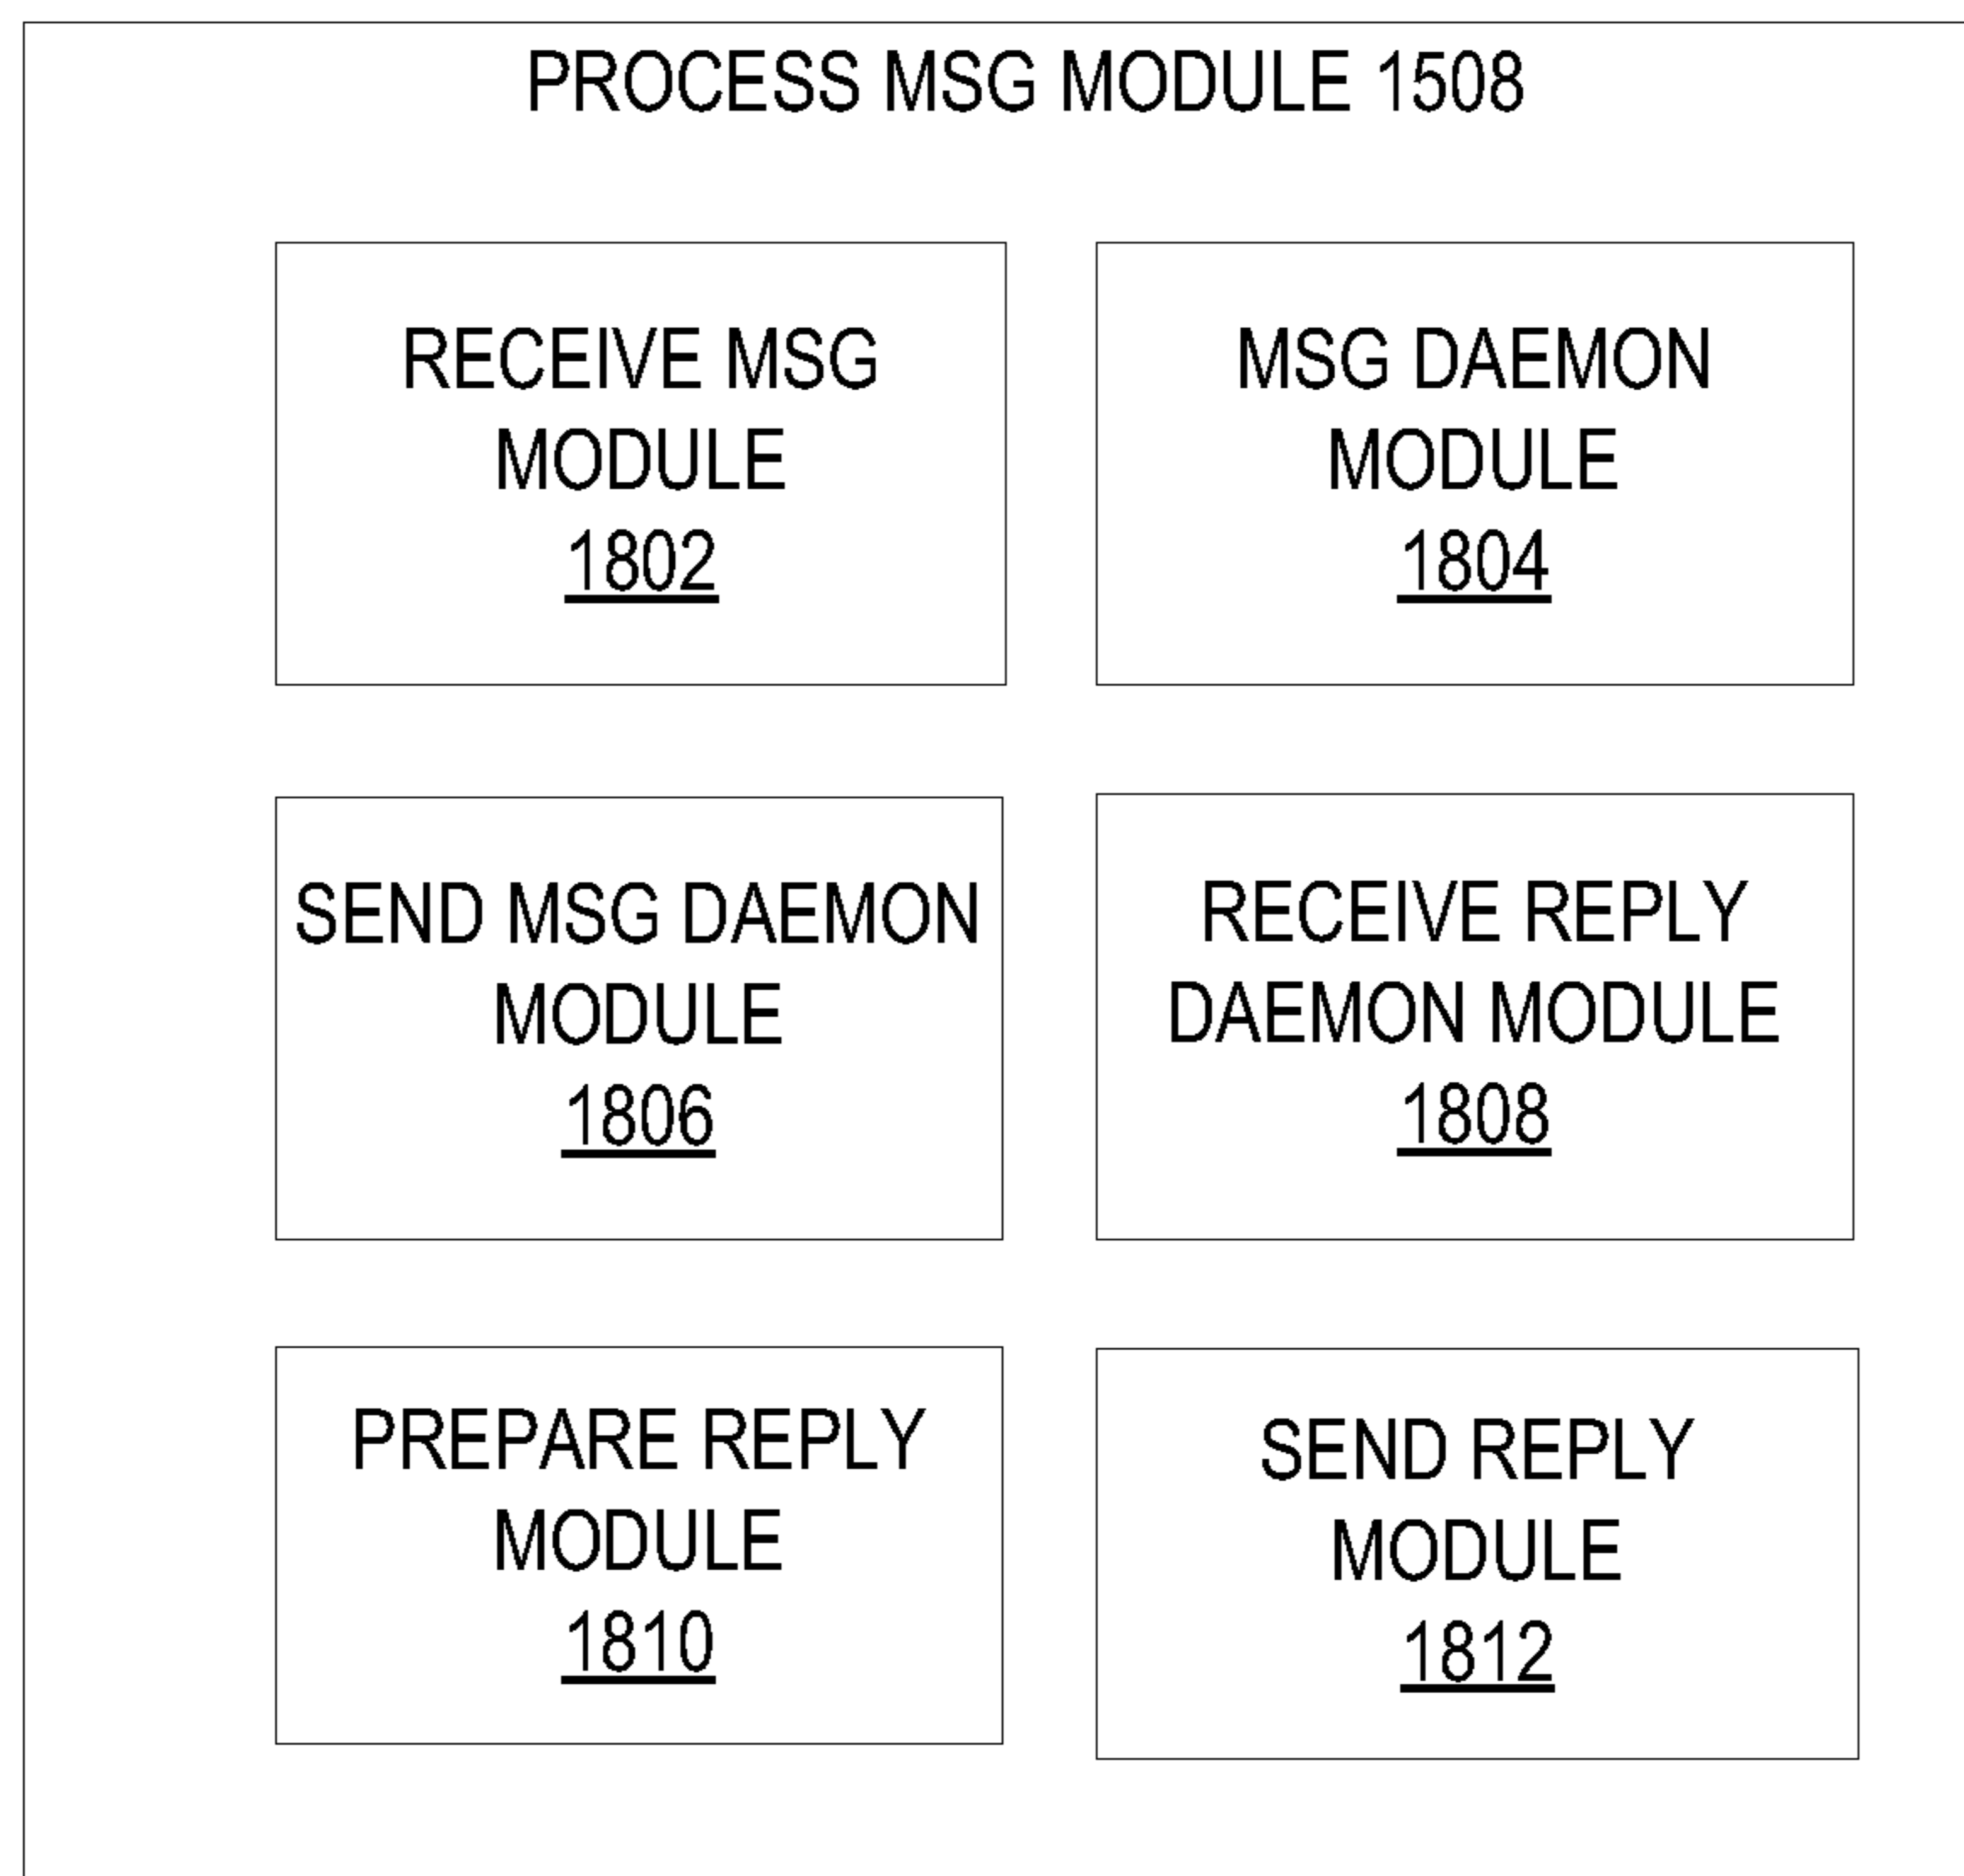 PROCESS MSG MODULE 1508
RECEIVE MSG
MODULE
1802
MSG DAEMON
MODULE
1804
SEND MSG DAEMON
MODULE
1806
RECEIVE REPLY
DAEMON MODULE
1808
PREPARE REPLY
MODULE
1810
SEND REPLY
MODULE
1812